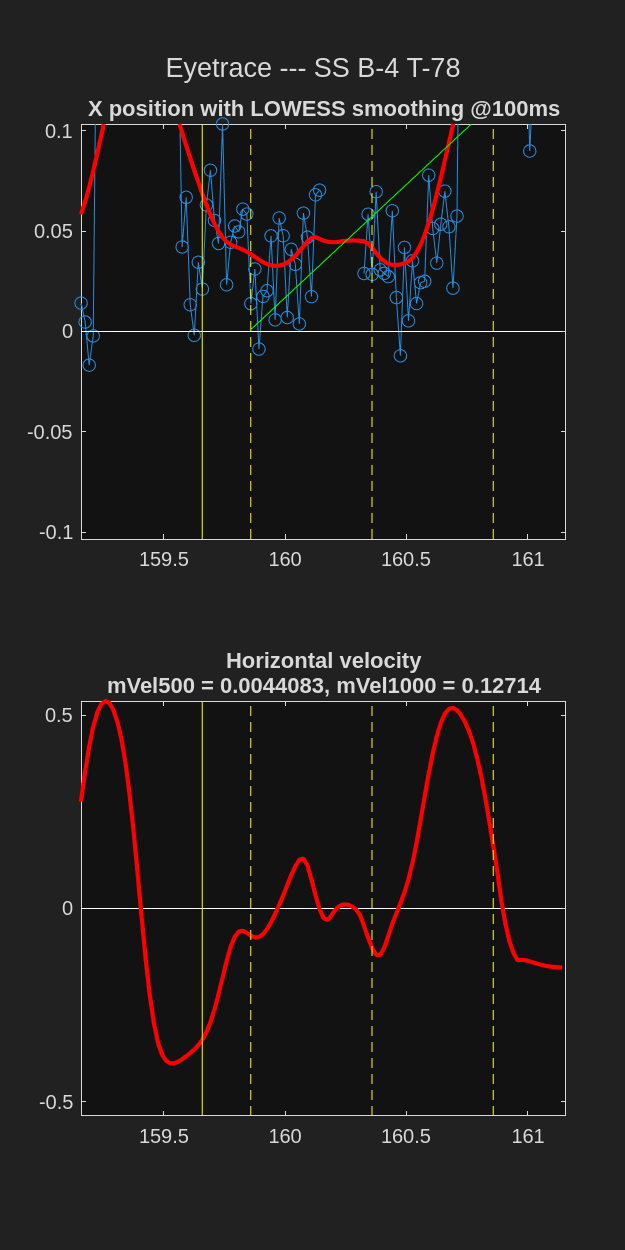 Eyetrace --- SS B-4 T-78
X position with LOWESS smoothing @100ms
0.1
0.05
0
-0.05
-0.1
159.5 160 160.5 161
Horizontal velocity
mVel500 = 0.0044083, mVel1000 = 0.12714
0.5
0
-0.5
159.5 160 160.5 161